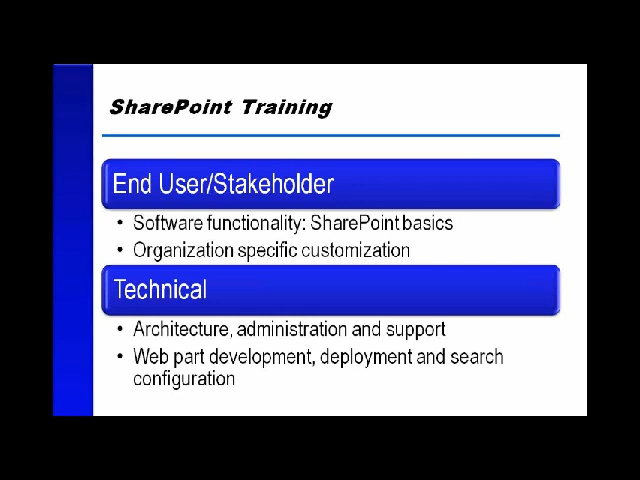 SharePoint Training
End User/Stakeholder
• Software functionality: SharePoint basics
• Organization specific customization
Technical
• Architecture, administration and support
• Web part development, deployment and search
configuration